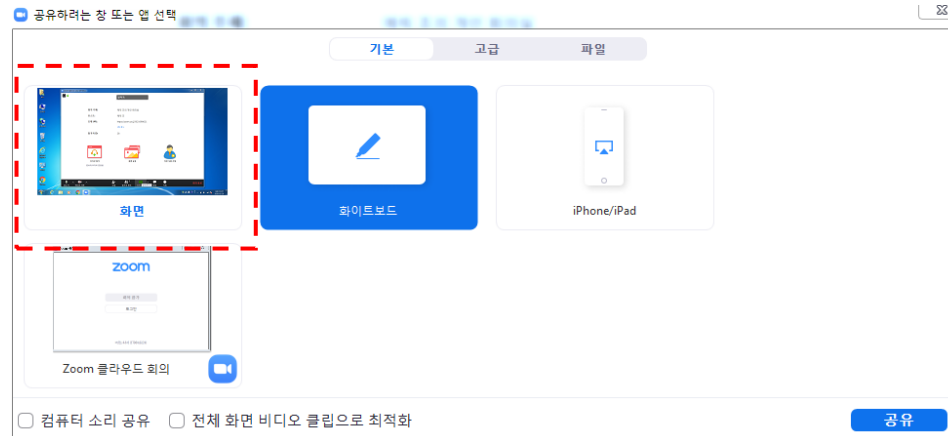 공유하려는 창 또는 앱 선택
기본 고급 파일
화면
화이트보드
iPhone/iPad
zoom
Zoom 클라우드 회의
컴퓨터 소리 공유 전체 화면 비디오 클립으로 최적화
공유